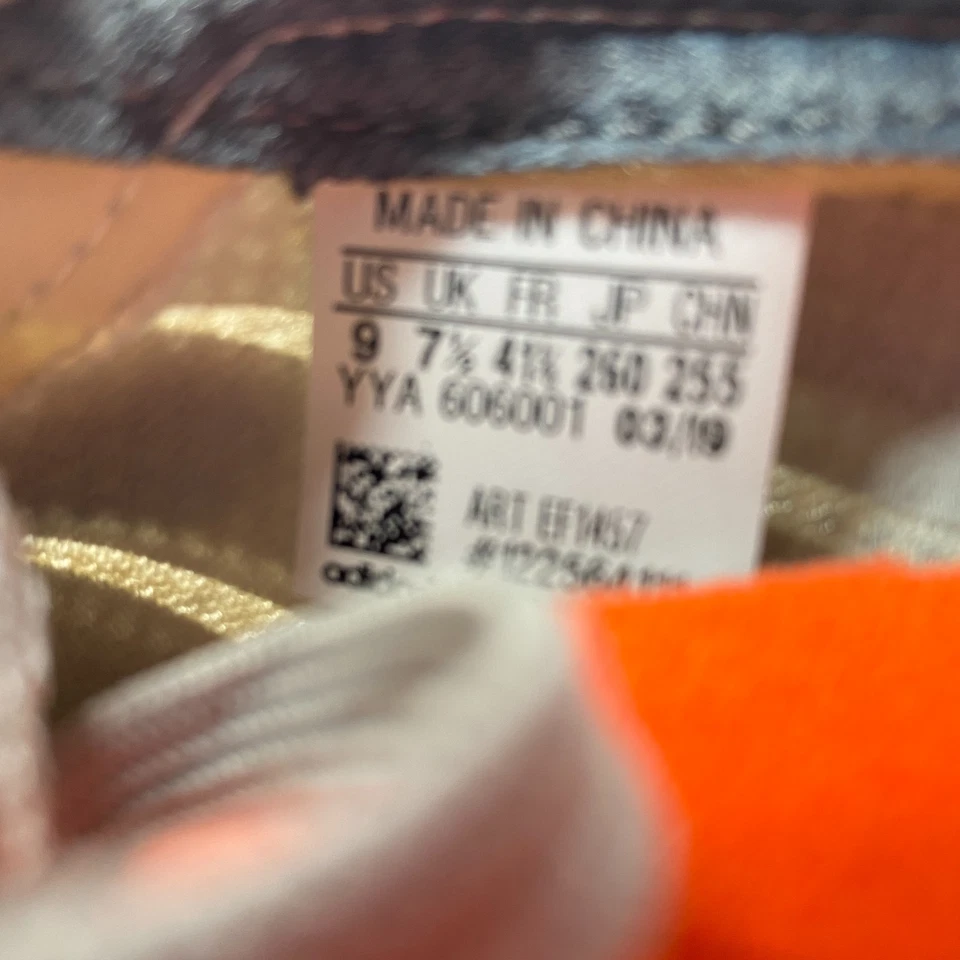 MADE IN CHINA
US UK FR JP CHN
9 7½ 41⅓ 260 255
YYA 606001 03/19
ART EF1457